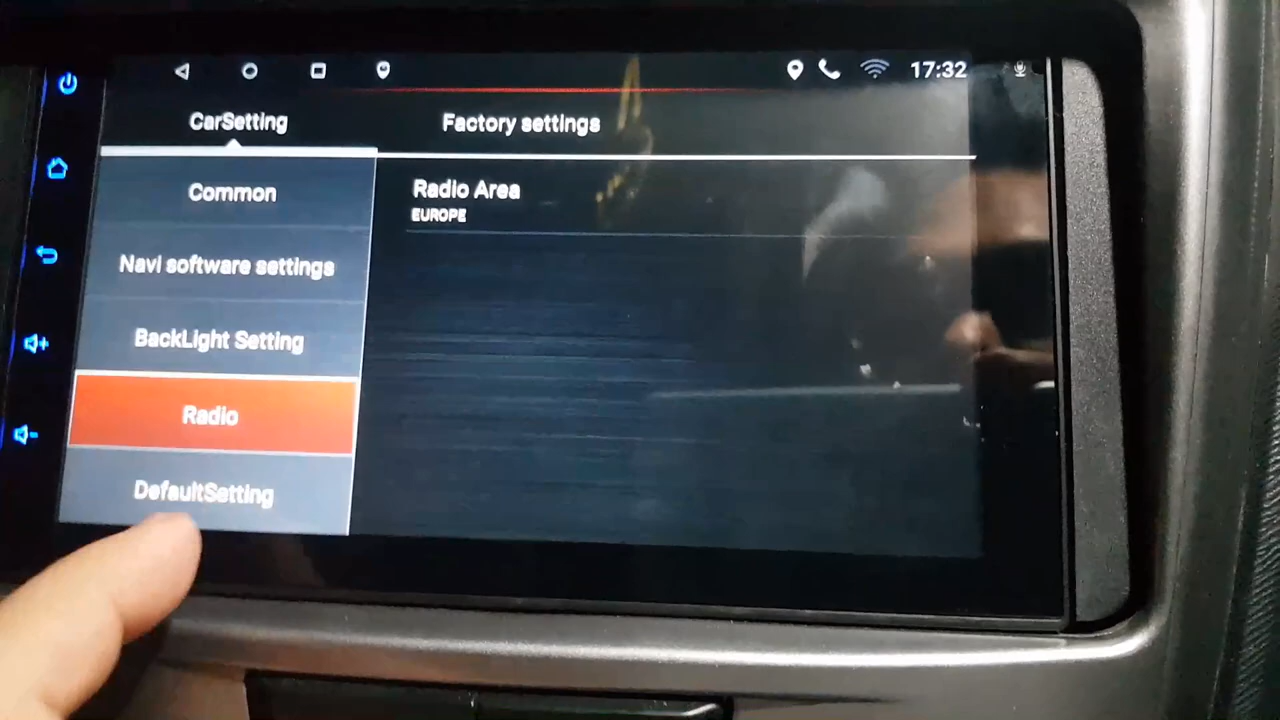 17:32
CarSetting
Factory settings
Common
Navi software settings
BackLight Setting
Radio
DefaultSetting
Radio Area
EUROPE